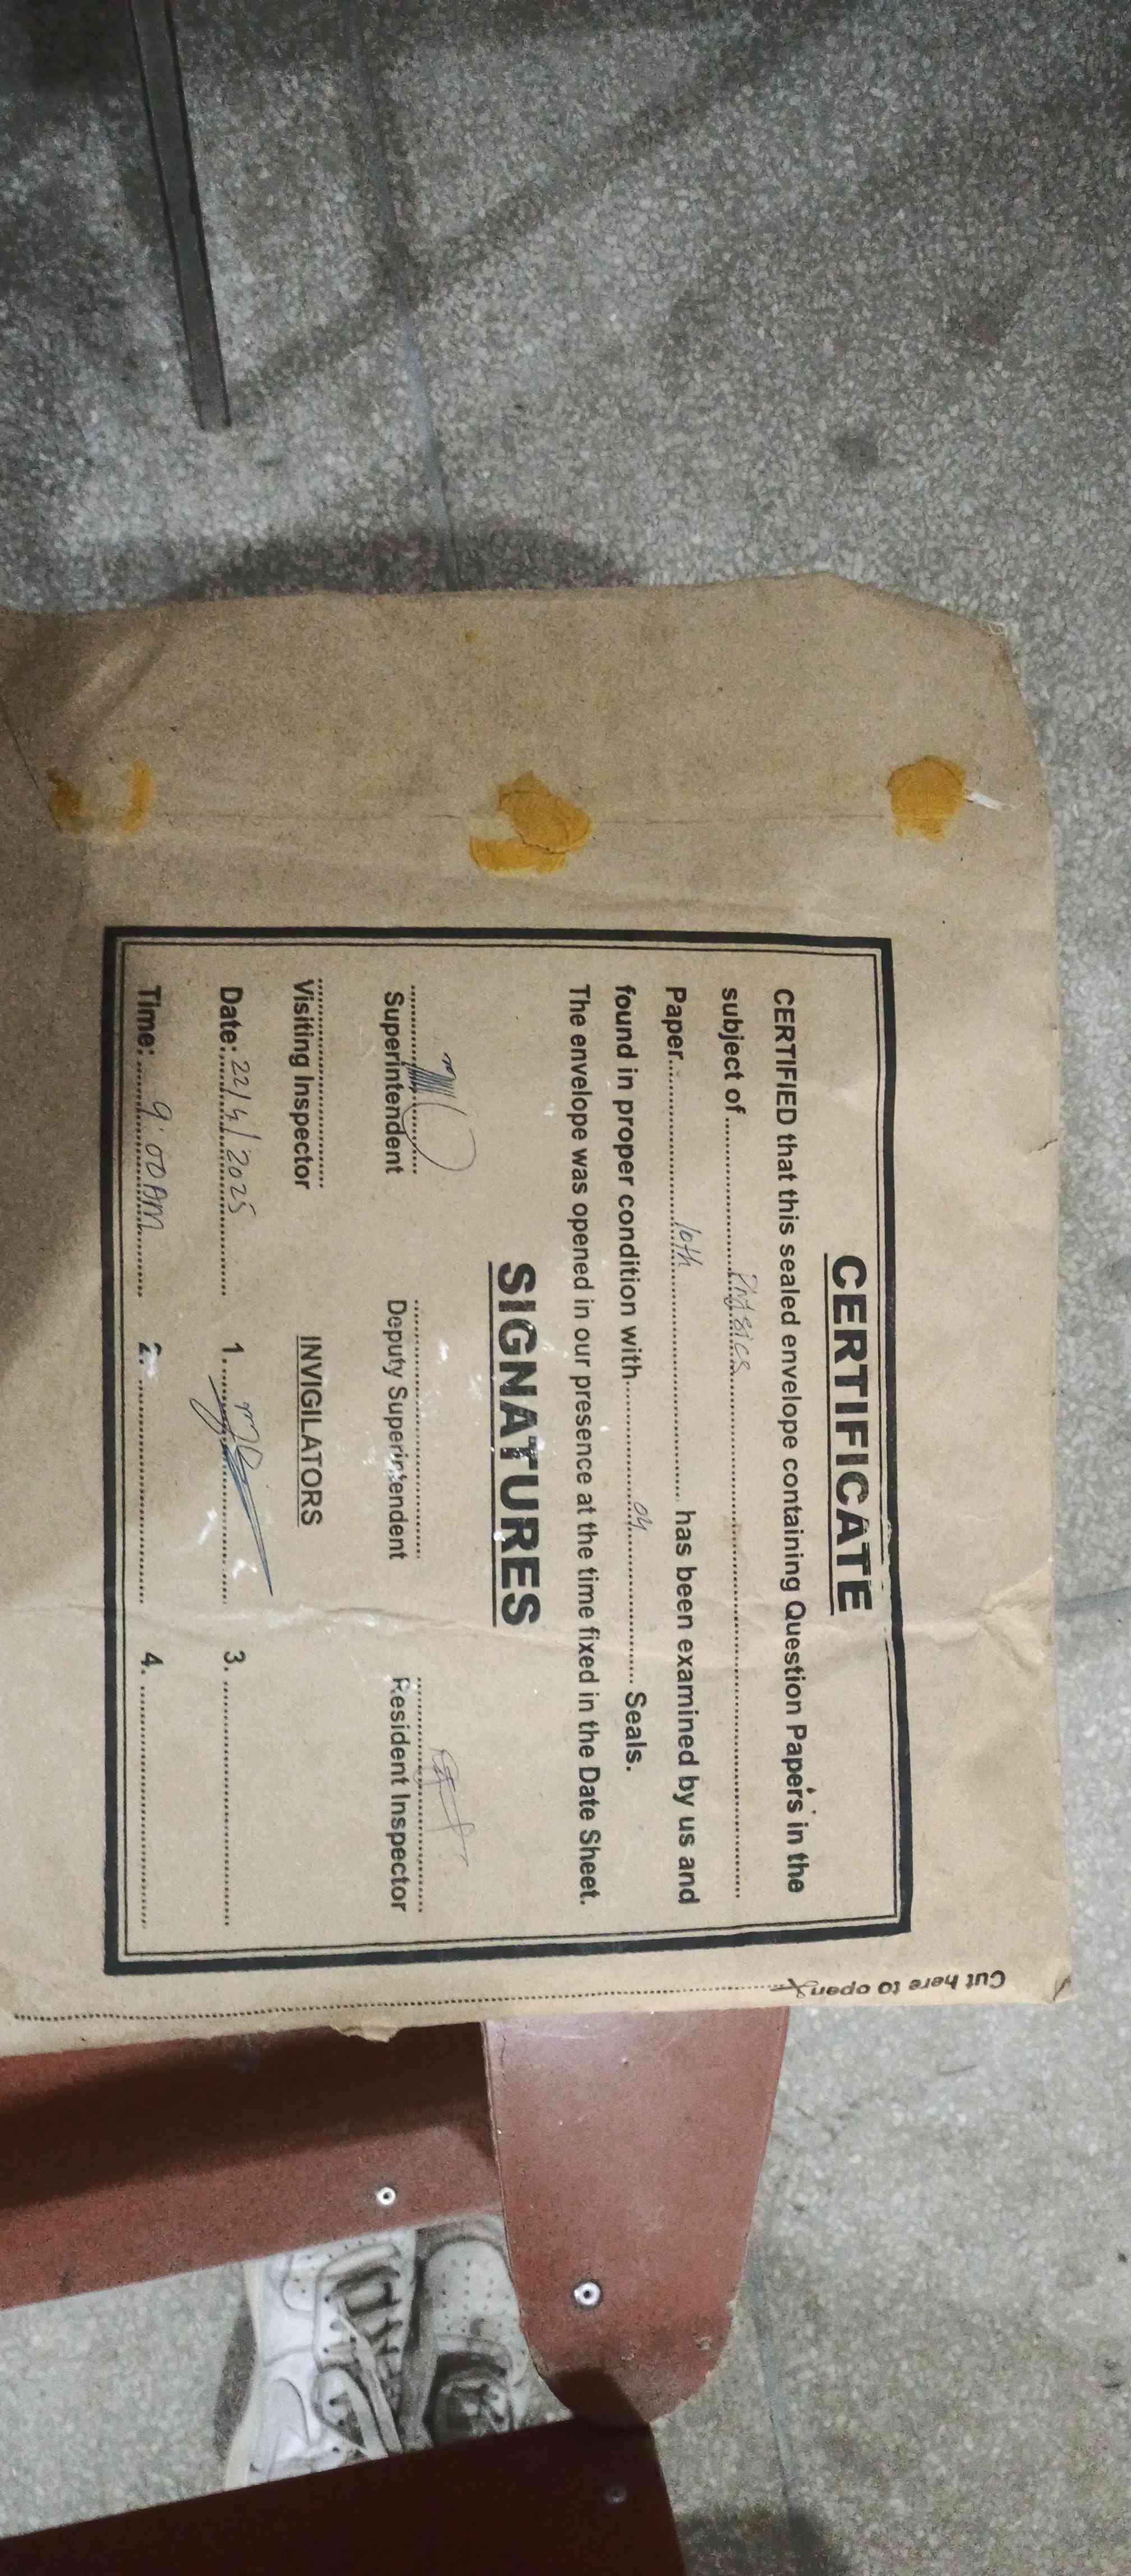 CERTIFICATE
CERTIFIED that this sealed envelope containing Question Papers in the
subject of........Physics........
Paper........10th........ has been examined by us and
found in proper condition with........04........ Seals.
The envelope was opened in our presence at the time fixed in the Date Sheet.
SIGNATURES
Superintendent Deputy Superintendent Resident Inspector
Visiting Inspector INVIGILATORS
Date: 22/4/2025 1. 3.
Time: 9:00 AM 2. 4.
Cut here to open